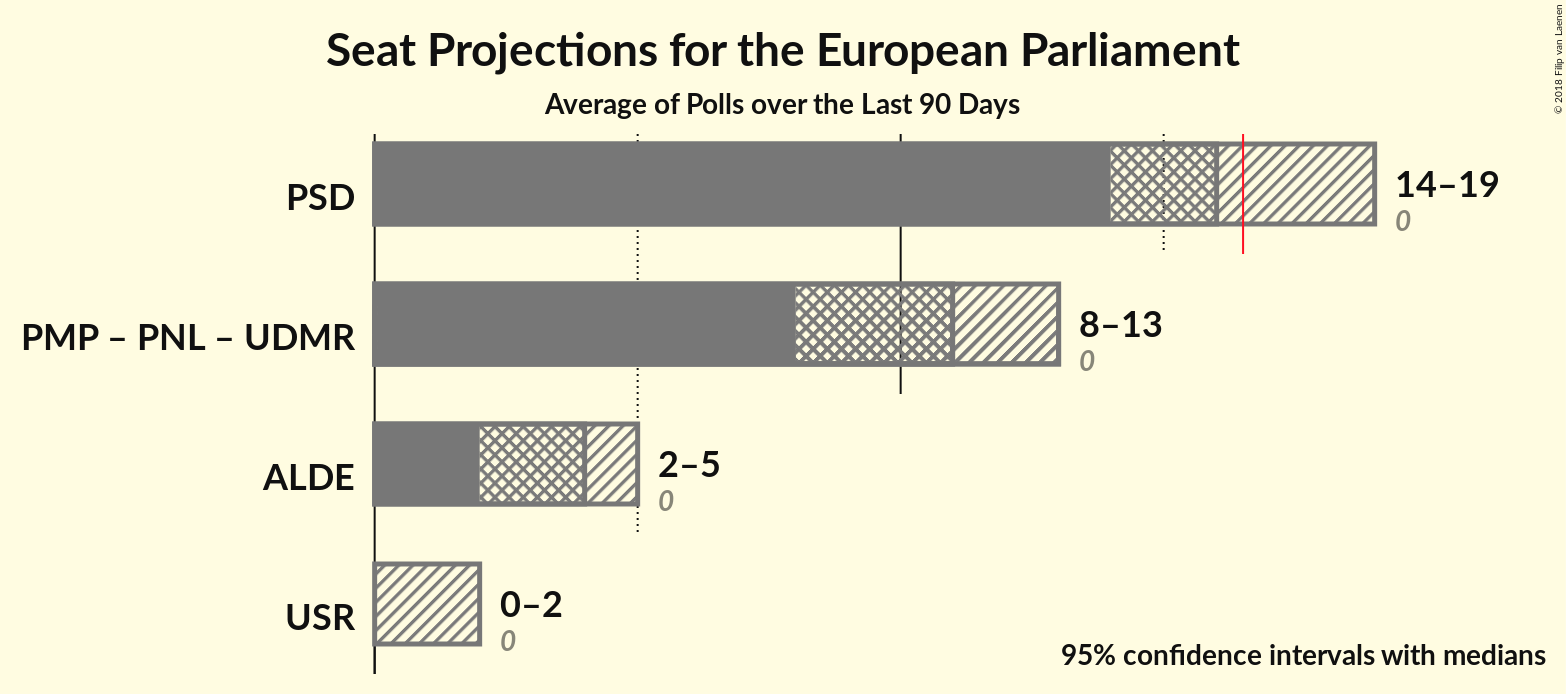 Seat Projections for the European Parliament
Average of Polls over the Last 90 Days
PSD
14–19
0
PMP – PNL – UDMR
8–13
0
ALDE
2–5
0
USR
0–2
0
95% confidence intervals with medians
© 2018 Filip van Laenen